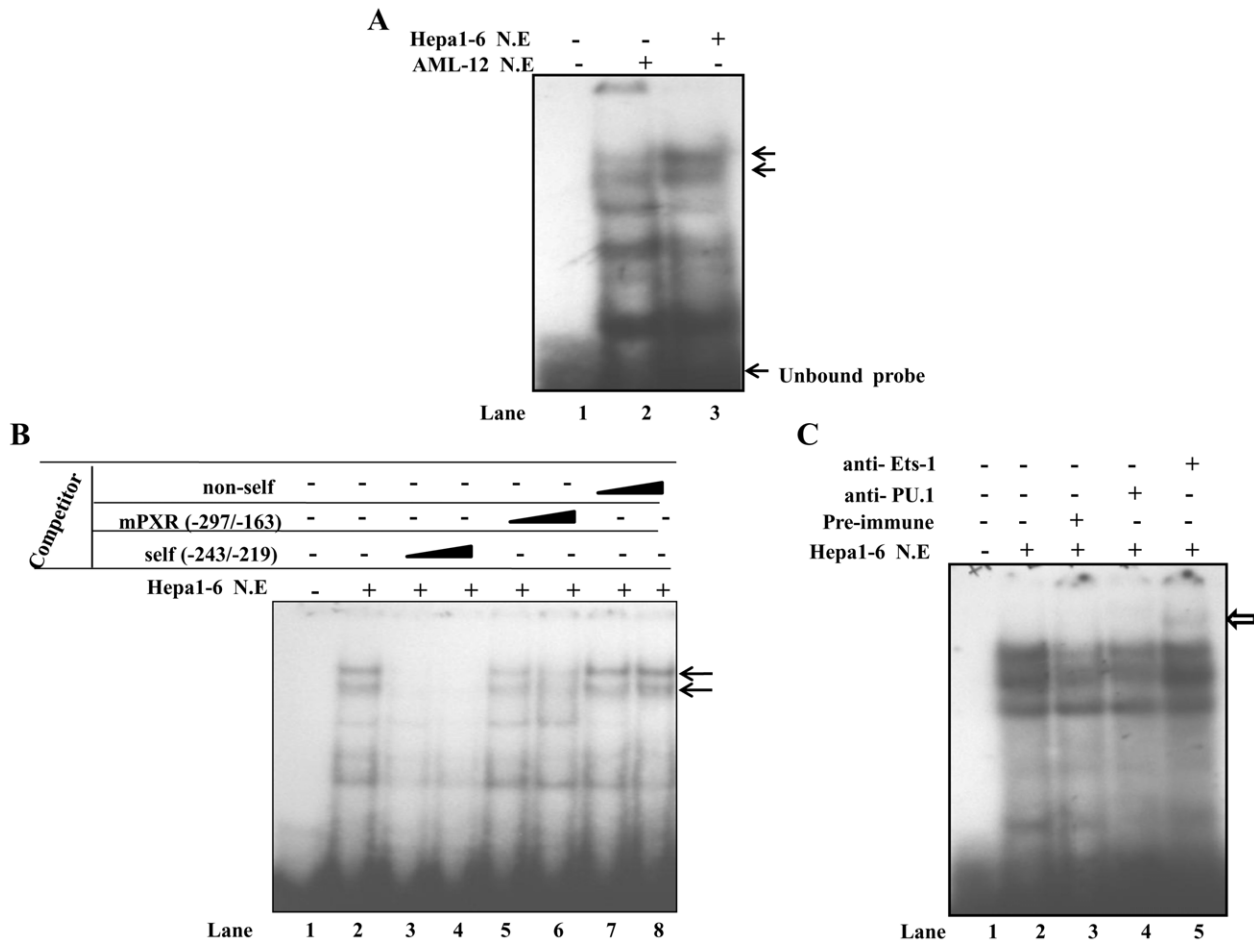 A
Hepa1-6 N.E - - +
AML-12 N.E - + -
Unbound probe
Lane 1 2 3
B
Competitor
non-self - - - - - -
mPXR (-297/-163) - - - - - -
self (-243/-219) - - - - - -
Hepa1-6 N.E - + + + + + + +
Lane 1 2 3 4 5 6 7 8
C
anti- Ets-1 - - - - +
anti- PU.1 - - - + -
Pre-immune - - + - -
Hepa1-6 N.E - + + + +
Lane 1 2 3 4 5